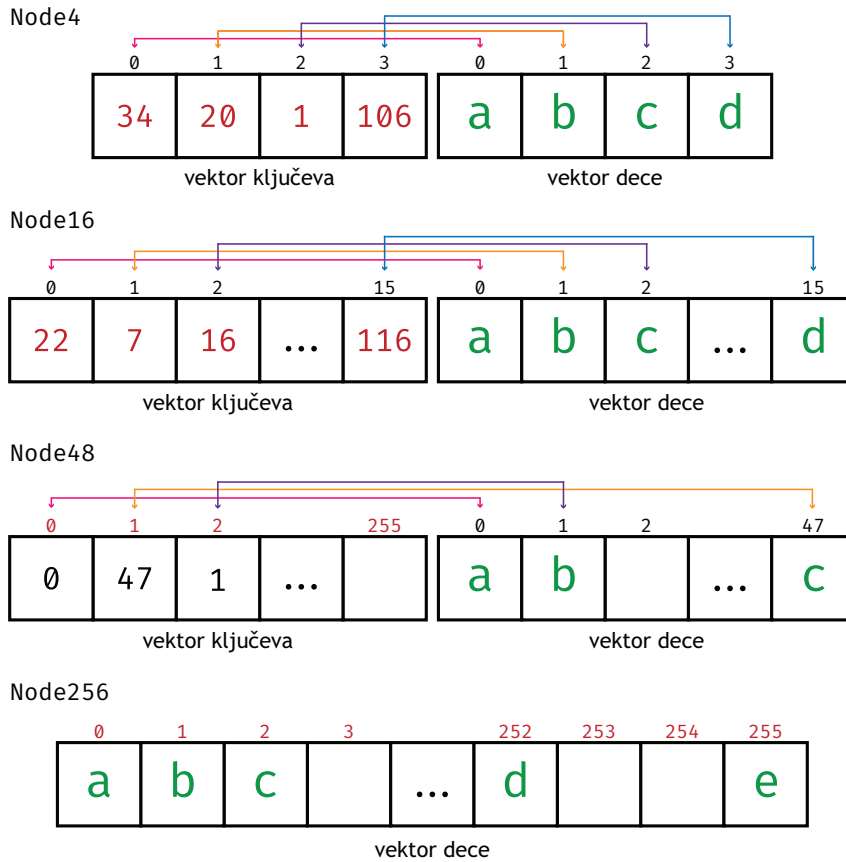 Node4
0 1 2 3 0 1 2 3
34 20 1 106 a b c d
vektor ključeva vektor dece
Node16
0 1 2 15 0 1 2 15
22 7 16 ... 116 a b c ... d
vektor ključeva vektor dece
Node48
0 1 2 255 0 1 2 47
0 47 1 ... a b ... c
vektor ključeva vektor dece
Node256
0 1 2 3 252 253 254 255
a b c ... d e
vektor dece